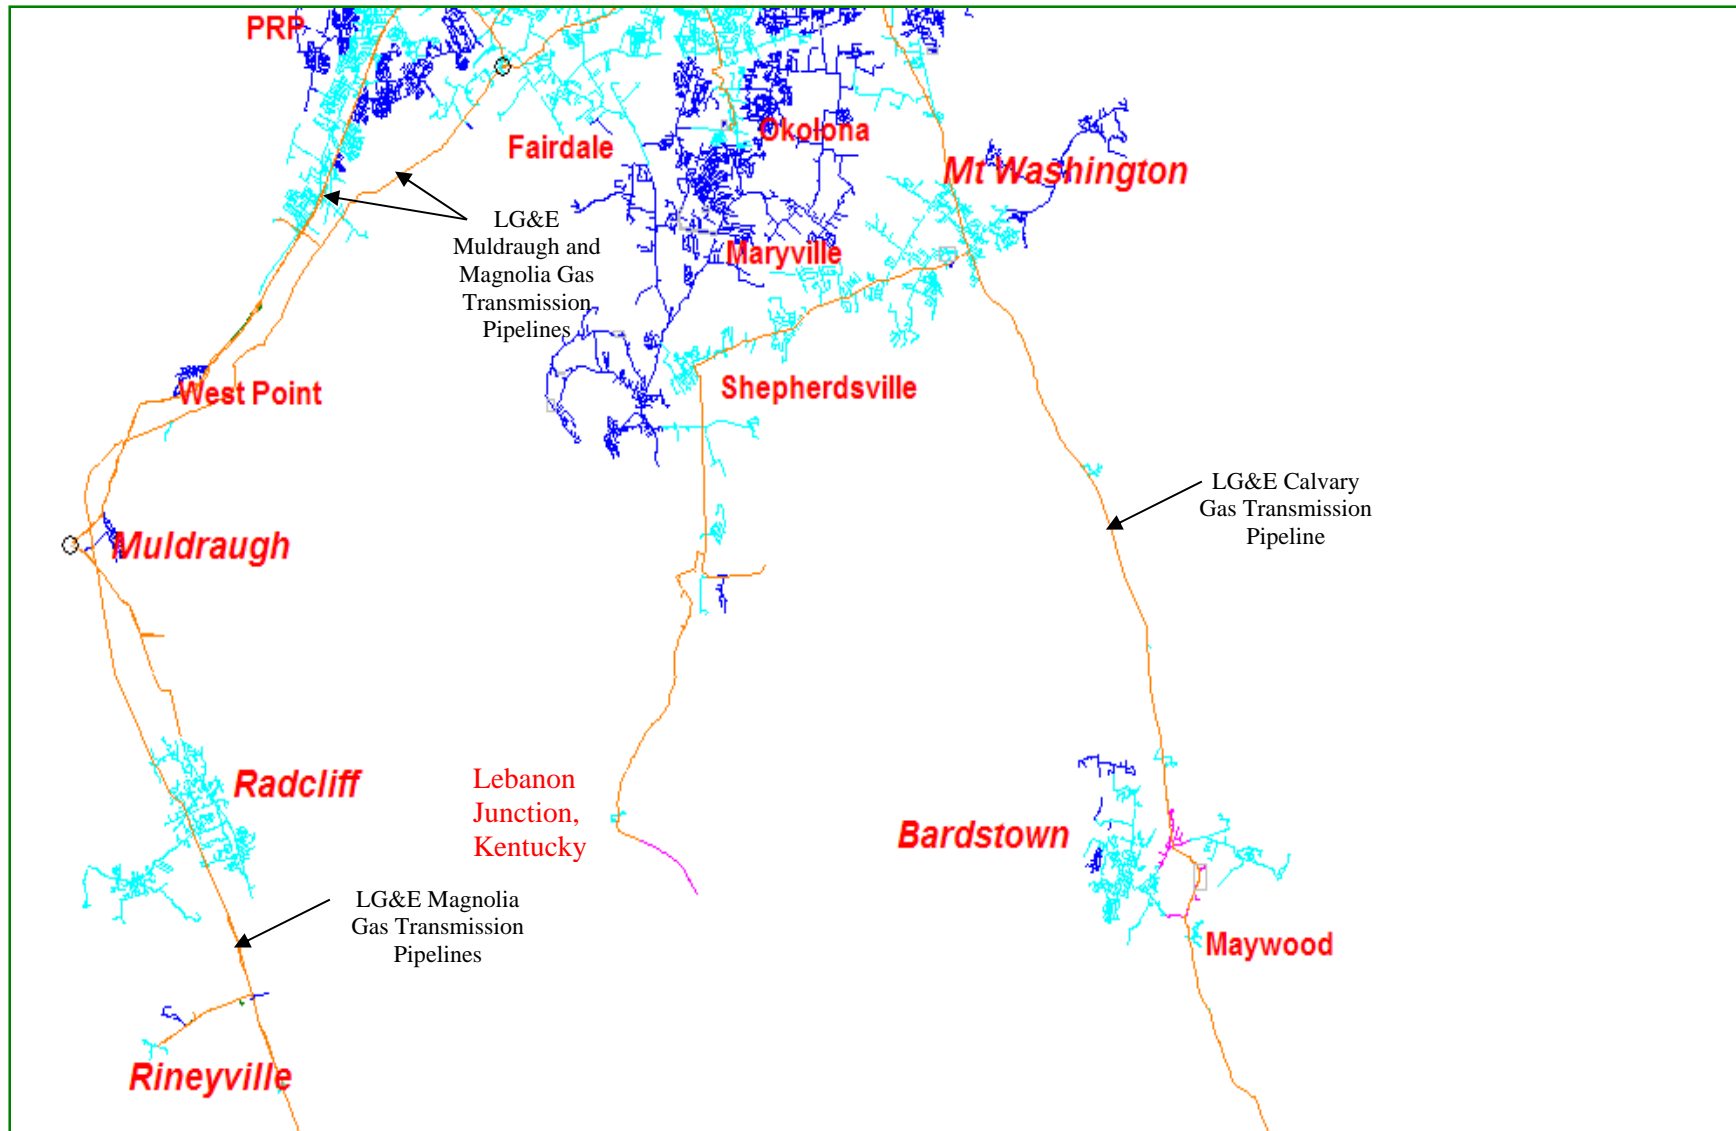 PRP
Fairdale
Okolona
Mt Washington
LG&E
Muldraugh and
Magnolia Gas
Transmission
Pipelines
Maryville
West Point
Shepherdsville
LG&E Calvary
Gas Transmission
Pipeline
Muldraugh
Radcliff
Lebanon
Junction,
Kentucky
Bardstown
LG&E Magnolia
Gas Transmission
Pipelines
Maywood
Rineyville